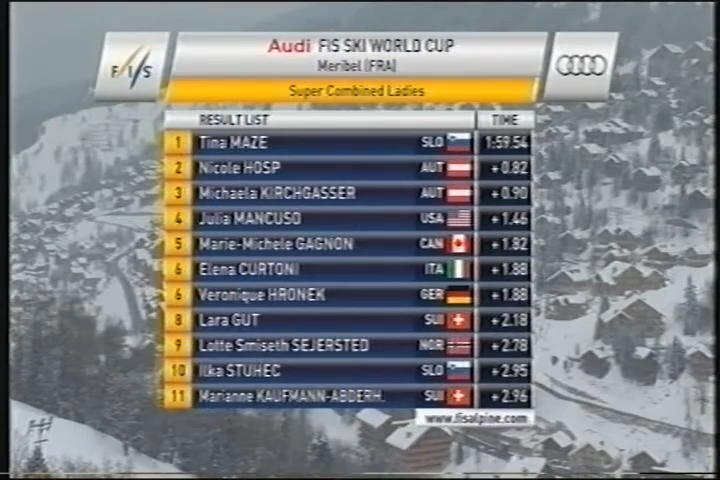 FIS
Audi FIS SKI WORLD CUP
Meribel (FRA)
Super Combined Ladies
RESULT LIST TIME
1 Tina MAZE SLO 1:59.54
2 Nicole HOSP AUT +0.82
3 Michaela KIRCHGASSER AUT +0.90
4 Julia MANCUSO USA +1.46
5 Marie-Michele GAGNON CAN +1.82
6 Elena CURTONI ITA +1.88
6 Veronique HRONEK GER +1.88
8 Lara GUT SUI +2.18
9 Lotte Smiseth SEJERSTED NOR +2.78
10 Ilka STUHEC SLO +2.95
11 Marianne KAUFMANN-ABDERH. SUI +2.96
www.fisalpine.com